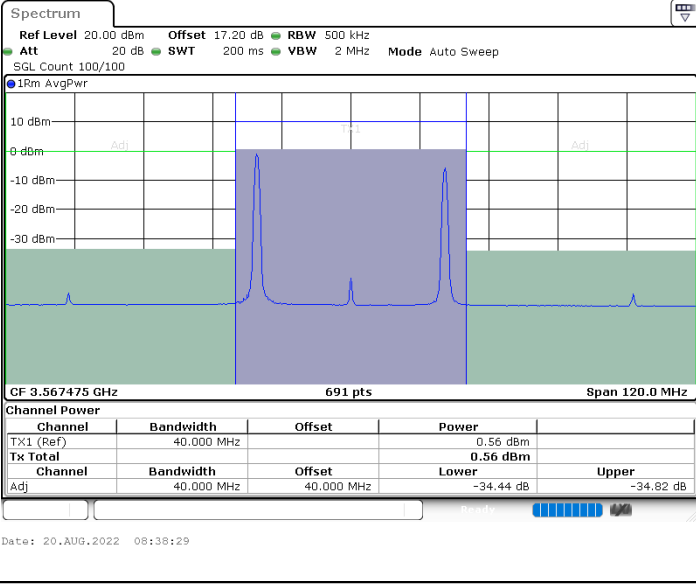 Spectrum
Ref Level 20.00 dBm Offset 17.20 dB RBW 500 kHz
Att 20 dB SWT 200 ms VBW 2 MHz Mode Auto Sweep
SGL Count 100/100
1Rm AvgPwr
10 dBm
TX1
Adj
0 dBm
Adj
-10 dBm
-20 dBm
-30 dBm
CF 3.567475 GHz 691 pts Span 120.0 MHz
Channel Power
Channel Bandwidth Offset Power
TX1 (Ref) 40.000 MHz 0.56 dBm
Tx Total 0.56 dBm
Channel Bandwidth Offset Lower Upper
Adj 40.000 MHz 40.000 MHz -34.44 dB -34.82 dB
Ready
Date: 20.AUG.2022 08:38:29